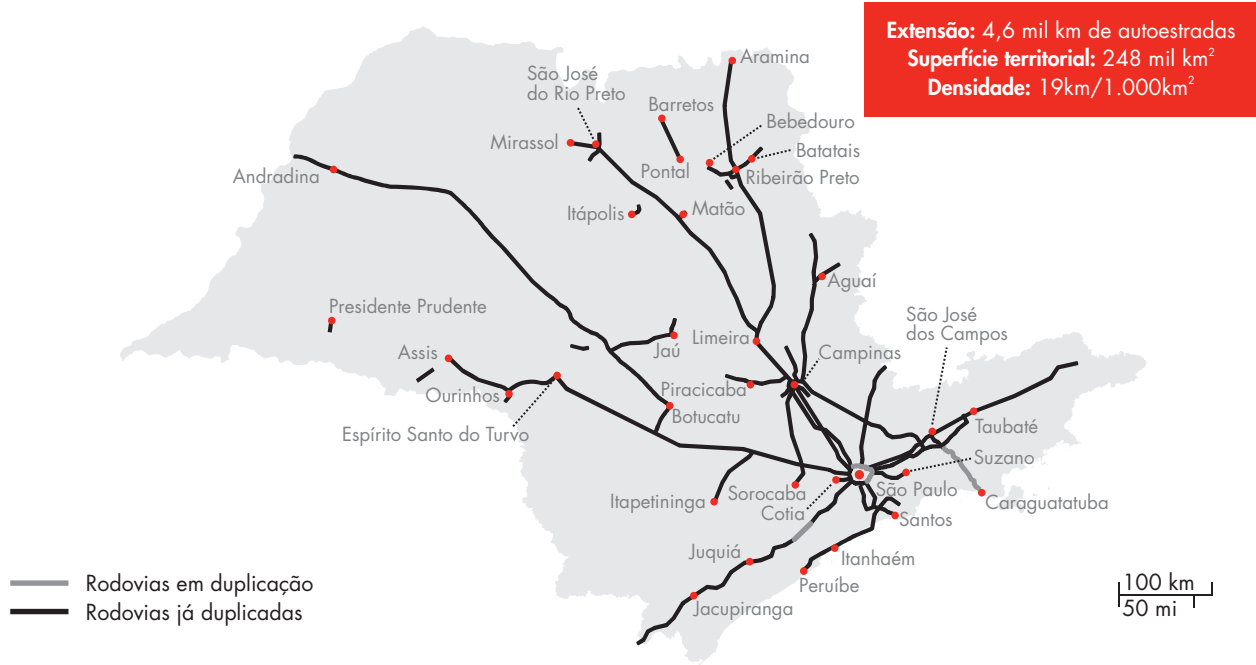 Extensão: 4,6 mil km de autoestradas
Superfície territorial: 248 mil km²
Densidade: 19km/1.000km²
Aramina
São José
do Rio Preto
Barretos
Bebedouro
Mirassol
Batatais
Pontal
Ribeirão Preto
Andradina
Itápolis
Matão
Aguaí
Presidente Prudente
São José
dos Campos
Limeira
Jaú
Assis
Campinas
Ourinhos
Piracicaba
Botucatu
Taubaté
Espírito Santo do Turvo
Suzano
Itapetininga
Sorocaba
São Paulo
Cotia
Caraguatatuba
Santos
Juquiá
Itanhaém
Peruíbe
Jacupiranga
Rodovias em duplicação
Rodovias já duplicadas
100 km
50 mi